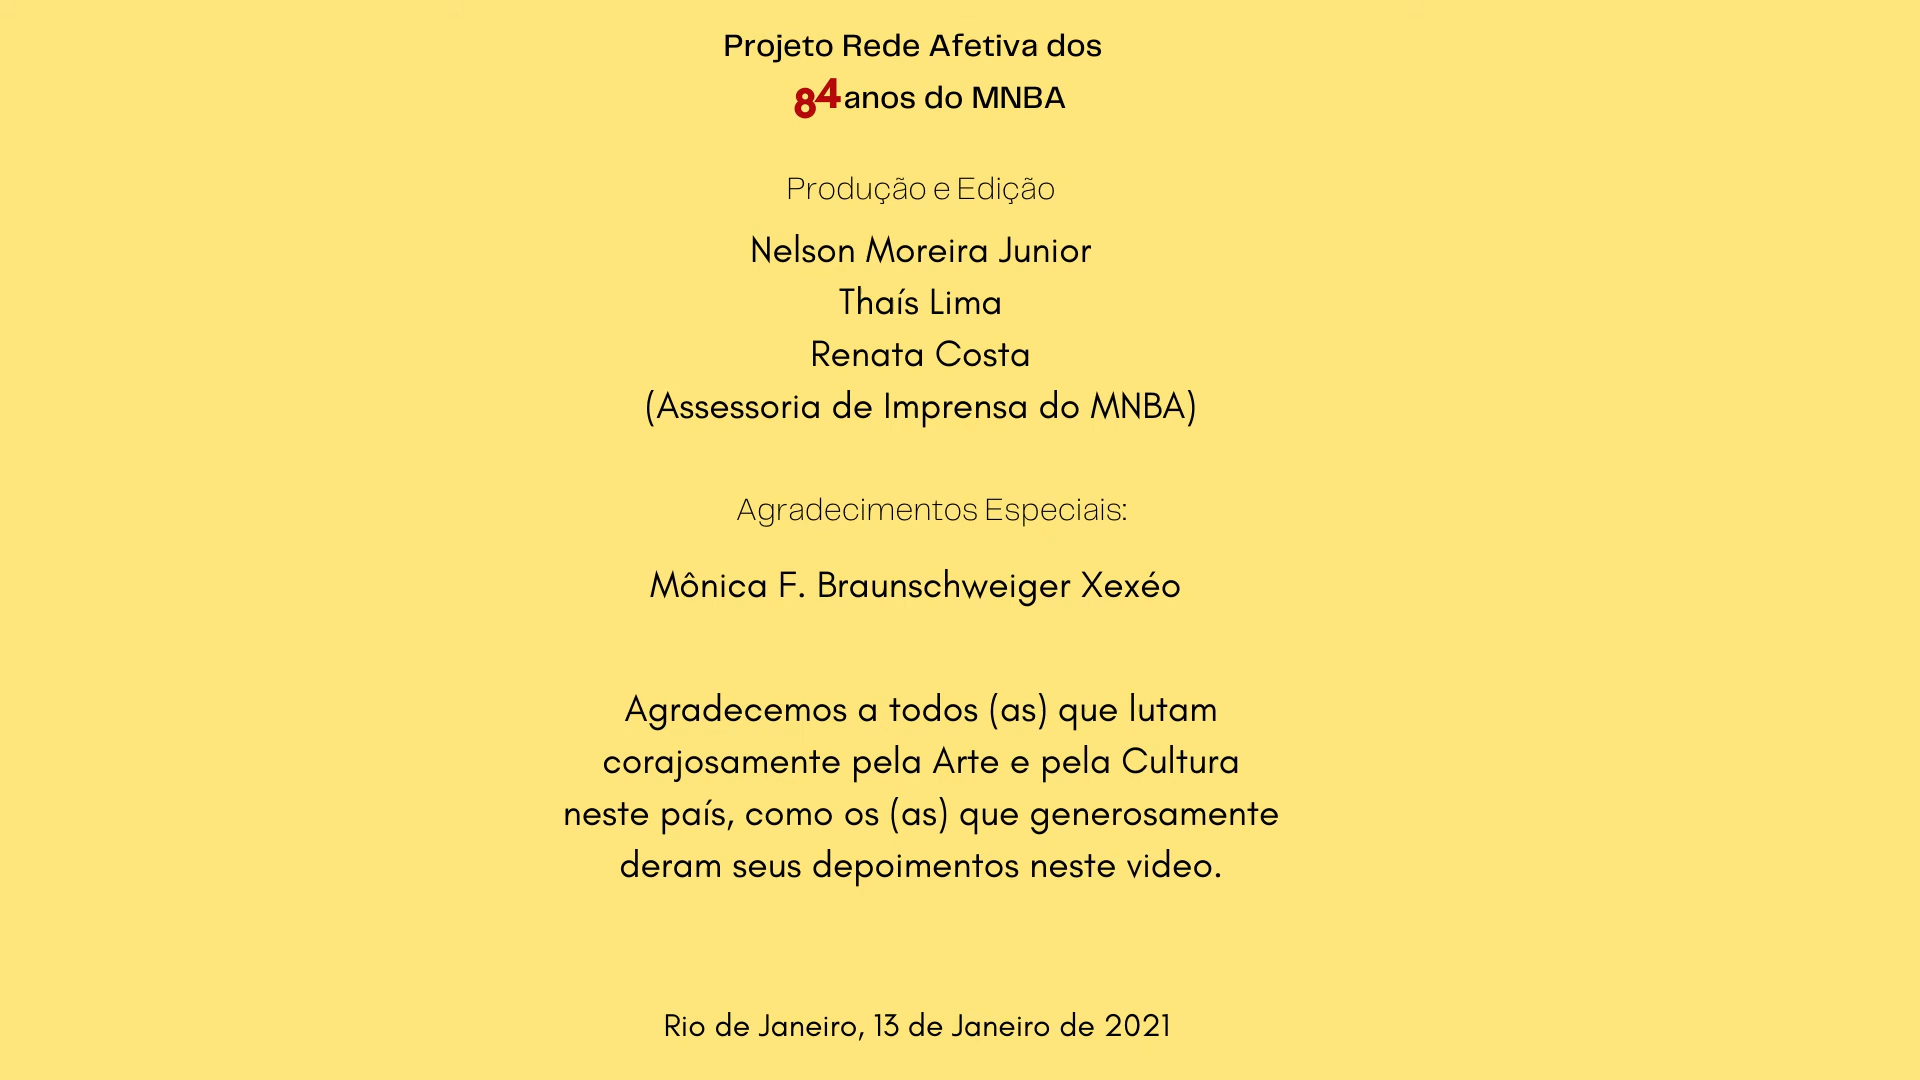 Projeto Rede Afetiva dos
84 anos do MNBA
Produção e Edição
Nelson Moreira Junior
Thaís Lima
Renata Costa
(Assessoria de Imprensa do MNBA)
Agradecimentos Especiais:
Mônica F. Braunschweiger Xexéo
Agradecemos a todos (as) que lutam
corajosamente pela Arte e pela Cultura
neste país, como os (as) que generosamente
deram seus depoimentos neste video.
Rio de Janeiro, 13 de Janeiro de 2021